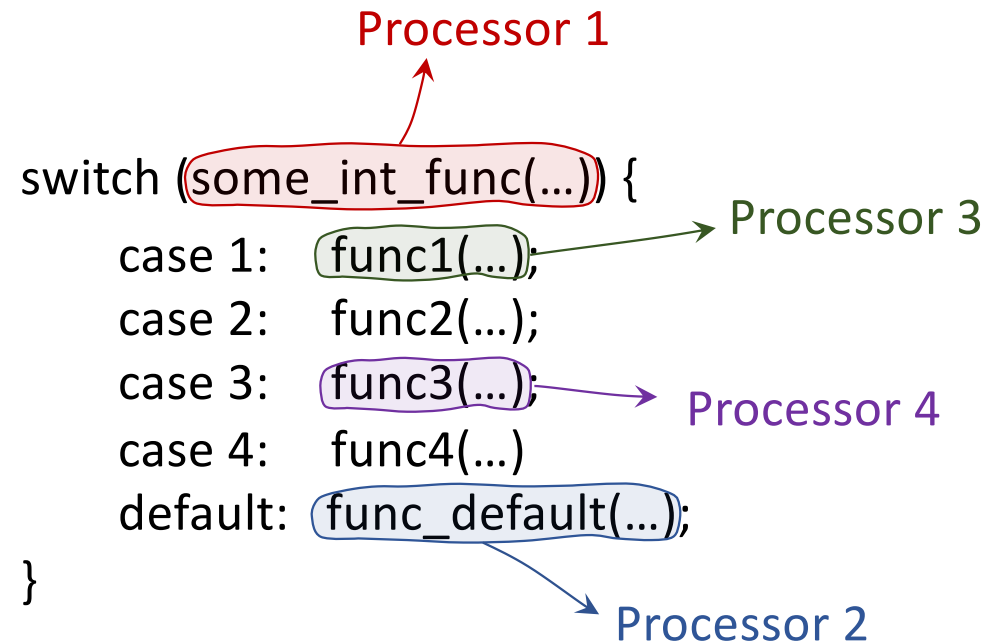 Processor 1
switch (some_int_func(...)) {
Processor 3
case 1: func1(...);
case 2: func2(...);
case 3: func3(...);
Processor 4
case 4: func4(...)
default: func_default(...);
}
Processor 2